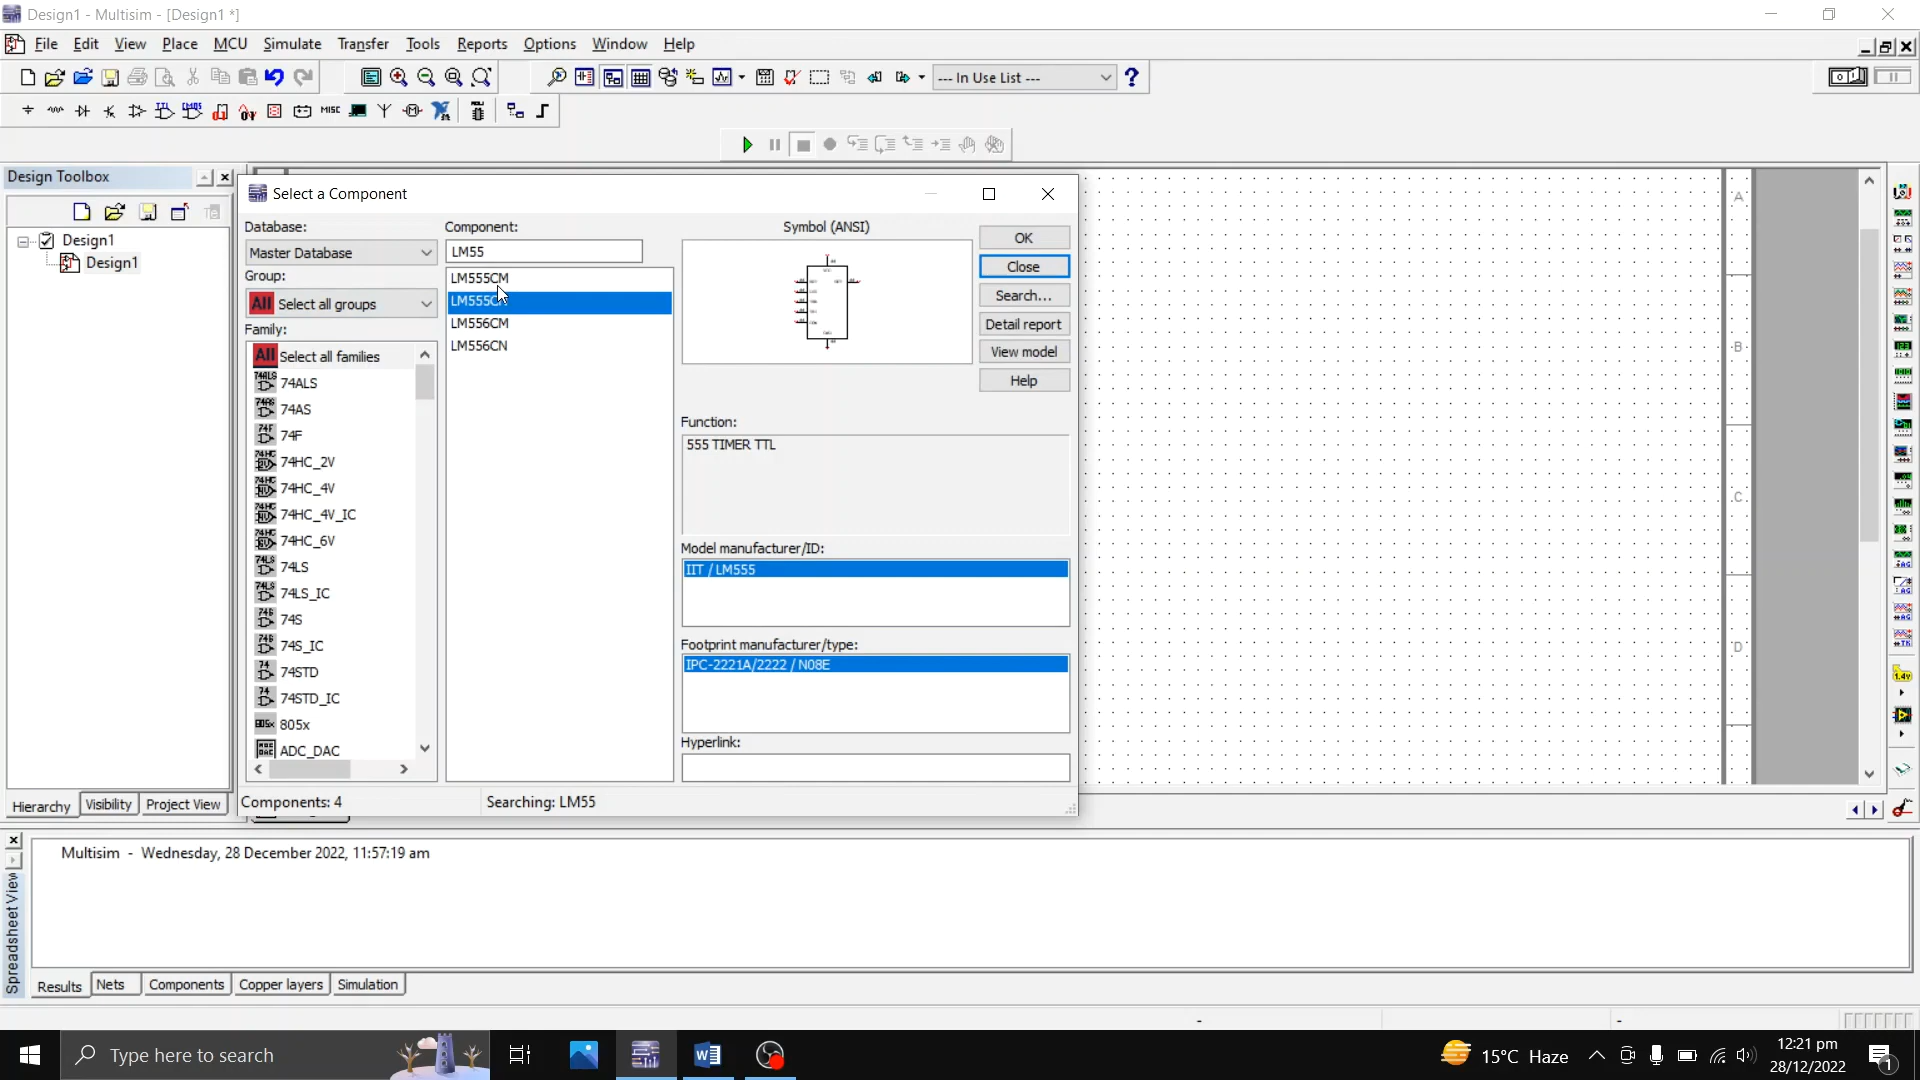 Design1 - Multisim - [Design1 *]
File Edit View Place MCU Simulate Transfer Tools Reports Options Window Help
--- In Use List ---
MISC
Design Toolbox
Select a Component
Design1
Design1
Database:
Master Database
Group:
All Select all groups
Family:
All Select all families
74ALS
74AS
74F
74HC_2V
74HC_4V
74HC_4V_IC
74HC_6V
74LS
74LS_IC
74S
74S_IC
74STD
74STD_IC
805x
ADC_DAC
Component:
LM55
LM555CM
LM555CN
LM556CM
LM556CN
Symbol (ANSI)
OK
Close
Search...
Detail report
View model
Help
Function:
555 TIMER TTL
Model manufacturer/ID:
IIT / LM555
Footprint manufacturer/type:
IPC-2221A/2222 / N08E
Hyperlink:
Components: 4
Searching: LM55
A
B
C
D
Hierarchy Visibility Project View
Spreadsheet View
Multisim - Wednesday, 28 December 2022, 11:57:19 am
Results Nets Components Copper layers Simulation
Type here to search
15°C Haze
12:21 pm
28/12/2022
1